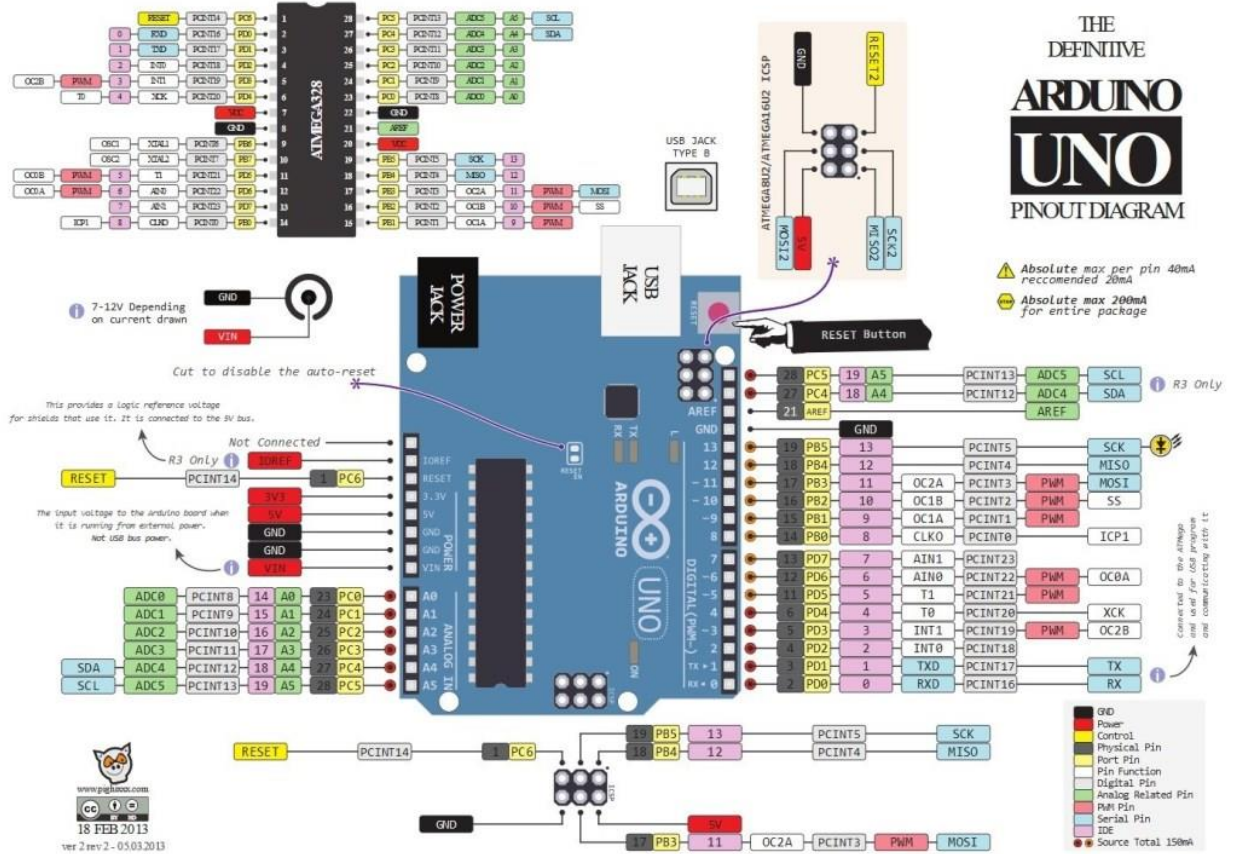 THE
DEFINITIVE
ARDUINO
UNO
PINOUT DIAGRAM
Absolute max per pin 40mA
reccomended 20mA
Absolute max 200mA
for entire package
ATMEGA328
RESET PCINT14 PC6 1
0 RXD PCINT16 PD0 2
1 TXD PCINT17 PD1 3
2 INT0 PCINT18 PD2 4
OC2B PWM 3 INT1 PCINT19 PD3 5
T0 4 XCK PCINT20 PD4 6
VCC 7
GND 8
OSC1 XTAL1 PCINT6 PB6 9
OSC2 XTAL2 PCINT7 PB7 10
OC0B PWM 5 T1 PCINT21 PD5 11
OC0A PWM 6 AIN0 PCINT22 PD6 12
7 AIN1 PCINT23 PD7 13
ICP1 8 CLKO PCINT0 PB0 14
28 PC5 PCINT13 ADC5 A5 SCL
27 PC4 PCINT12 ADC4 A4 SDA
26 PC3 PCINT11 ADC3 A3
25 PC2 PCINT10 ADC2 A2
24 PC1 PCINT9 ADC1 A1
23 PC0 PCINT8 ADC0 A0
22 GND
21 AREF
20 VCC
19 PB5 PCINT5 SCK 13
18 PB4 PCINT4 MISO 12
17 PB3 PCINT3 OC2A 11 PWM MOSI
16 PB2 PCINT2 OC1B 10 PWM SS
15 PB1 PCINT1 OC1A 9 PWM
USB JACK
TYPE B
ATMEGA8U2/ATMEGA16U2 ICSP
GND
RESET2
MOSI2
5V
MISO2
SCK2
7-12V Depending
on current drawn
GND
VIN
POWER
JACK
USB
JACK
RESET
RESET Button
Cut to disable the auto-reset
This provides a logic reference voltage
for shields that use it. It is connected to the 5V bus.
Not Connected
R3 Only IOREF
RESET PCINT14 1 PC6
3V3
5V
GND
GND
VIN
The input voltage to the Arduino board when
it is running from external power.
Not USB bus power.
ADC0 PCINT8 14 A0 23 PC0
ADC1 PCINT9 15 A1 24 PC1
ADC2 PCINT10 16 A2 25 PC2
ADC3 PCINT11 17 A3 26 PC3
SDA ADC4 PCINT12 18 A4 27 PC4
SCL ADC5 PCINT13 19 A5 28 PC5
IOREF
RESET
3.3V
5V
GND
GND
VIN
POWER
A0
A1
A2
A3
A4
A5
ANALOG IN
RESET
EN
RX
TX
L
ARDUINO
UNO
ON
ICSP
AREF
GND
13
12
~11
~10
~9
8
7
~6
~5
4
~3
2
TX ▸ 1
RX ◂ 0
DIGITAL(PWM~)
28 PC5 19 A5 PCINT13 ADC5 SCL
27 PC4 18 A4 PCINT12 ADC4 SDA
R3 Only
21 AREF AREF
GND
19 PB5 13 PCINT5 SCK
18 PB4 12 PCINT4 MISO
17 PB3 11 OC2A PCINT3 PWM MOSI
16 PB2 10 OC1B PCINT2 PWM SS
15 PB1 9 OC1A PCINT1 PWM
14 PB0 8 CLKO PCINT0 ICP1
13 PD7 7 AIN1 PCINT23
12 PD6 6 AIN0 PCINT22 PWM OC0A
11 PD5 5 T1 PCINT21 PWM
6 PD4 4 T0 PCINT20 XCK
5 PD3 3 INT1 PCINT19 PWM OC2B
4 PD2 2 INT0 PCINT18
3 PD1 1 TXD PCINT17 TX
2 PD0 0 RXD PCINT16 RX
Connected to the ATMega
and used for USB program
and communicating with it
RESET PCINT14 1 PC6
19 PB5 13 PCINT5 SCK
18 PB4 12 PCINT4 MISO
ICSP
GND
5V
17 PB3 11 OC2A PCINT3 PWM MOSI
GND
Power
Control
Physical Pin
Port Pin
Pin Function
Digital Pin
Analog Related Pin
PWM Pin
Serial Pin
IDE
Source Total 150mA
www.pighixxx.com
cc BY ND
18 FEB 2013
ver 2 rev 2 - 05.03.2013